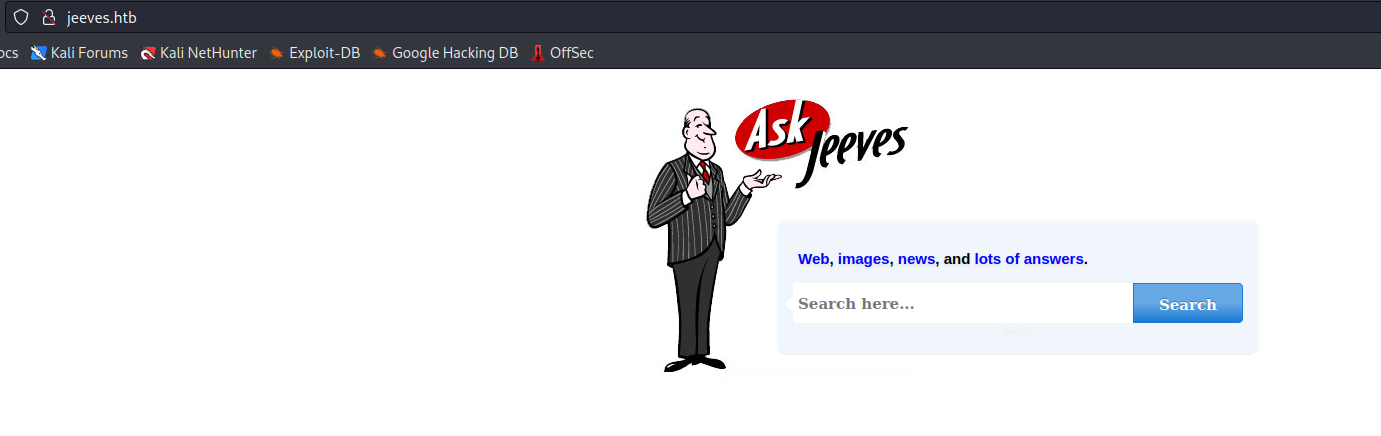 jeeves.htb
ocs Kali Forums Kali NetHunter Exploit-DB Google Hacking DB OffSec
Ask Jeeves
Web, images, news, and lots of answers.
Search here... Search